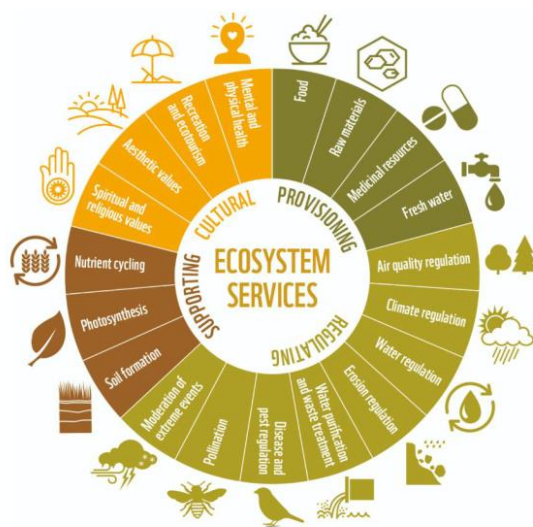 ECOSYSTEM
SERVICES
PROVISIONING
Food
Raw materials
Medicinal resources
Fresh water
REGULATING
Air quality regulation
Climate regulation
Water regulation
Erosion regulation
Water purification
and waste treatment
Disease and
pest regulation
Pollination
Moderation of
extreme events
SUPPORTING
Soil formation
Photosynthesis
Nutrient cycling
CULTURAL
Spiritual and
religious values
Aesthetic values
Recreation
and ecotourism
Mental and
physical health